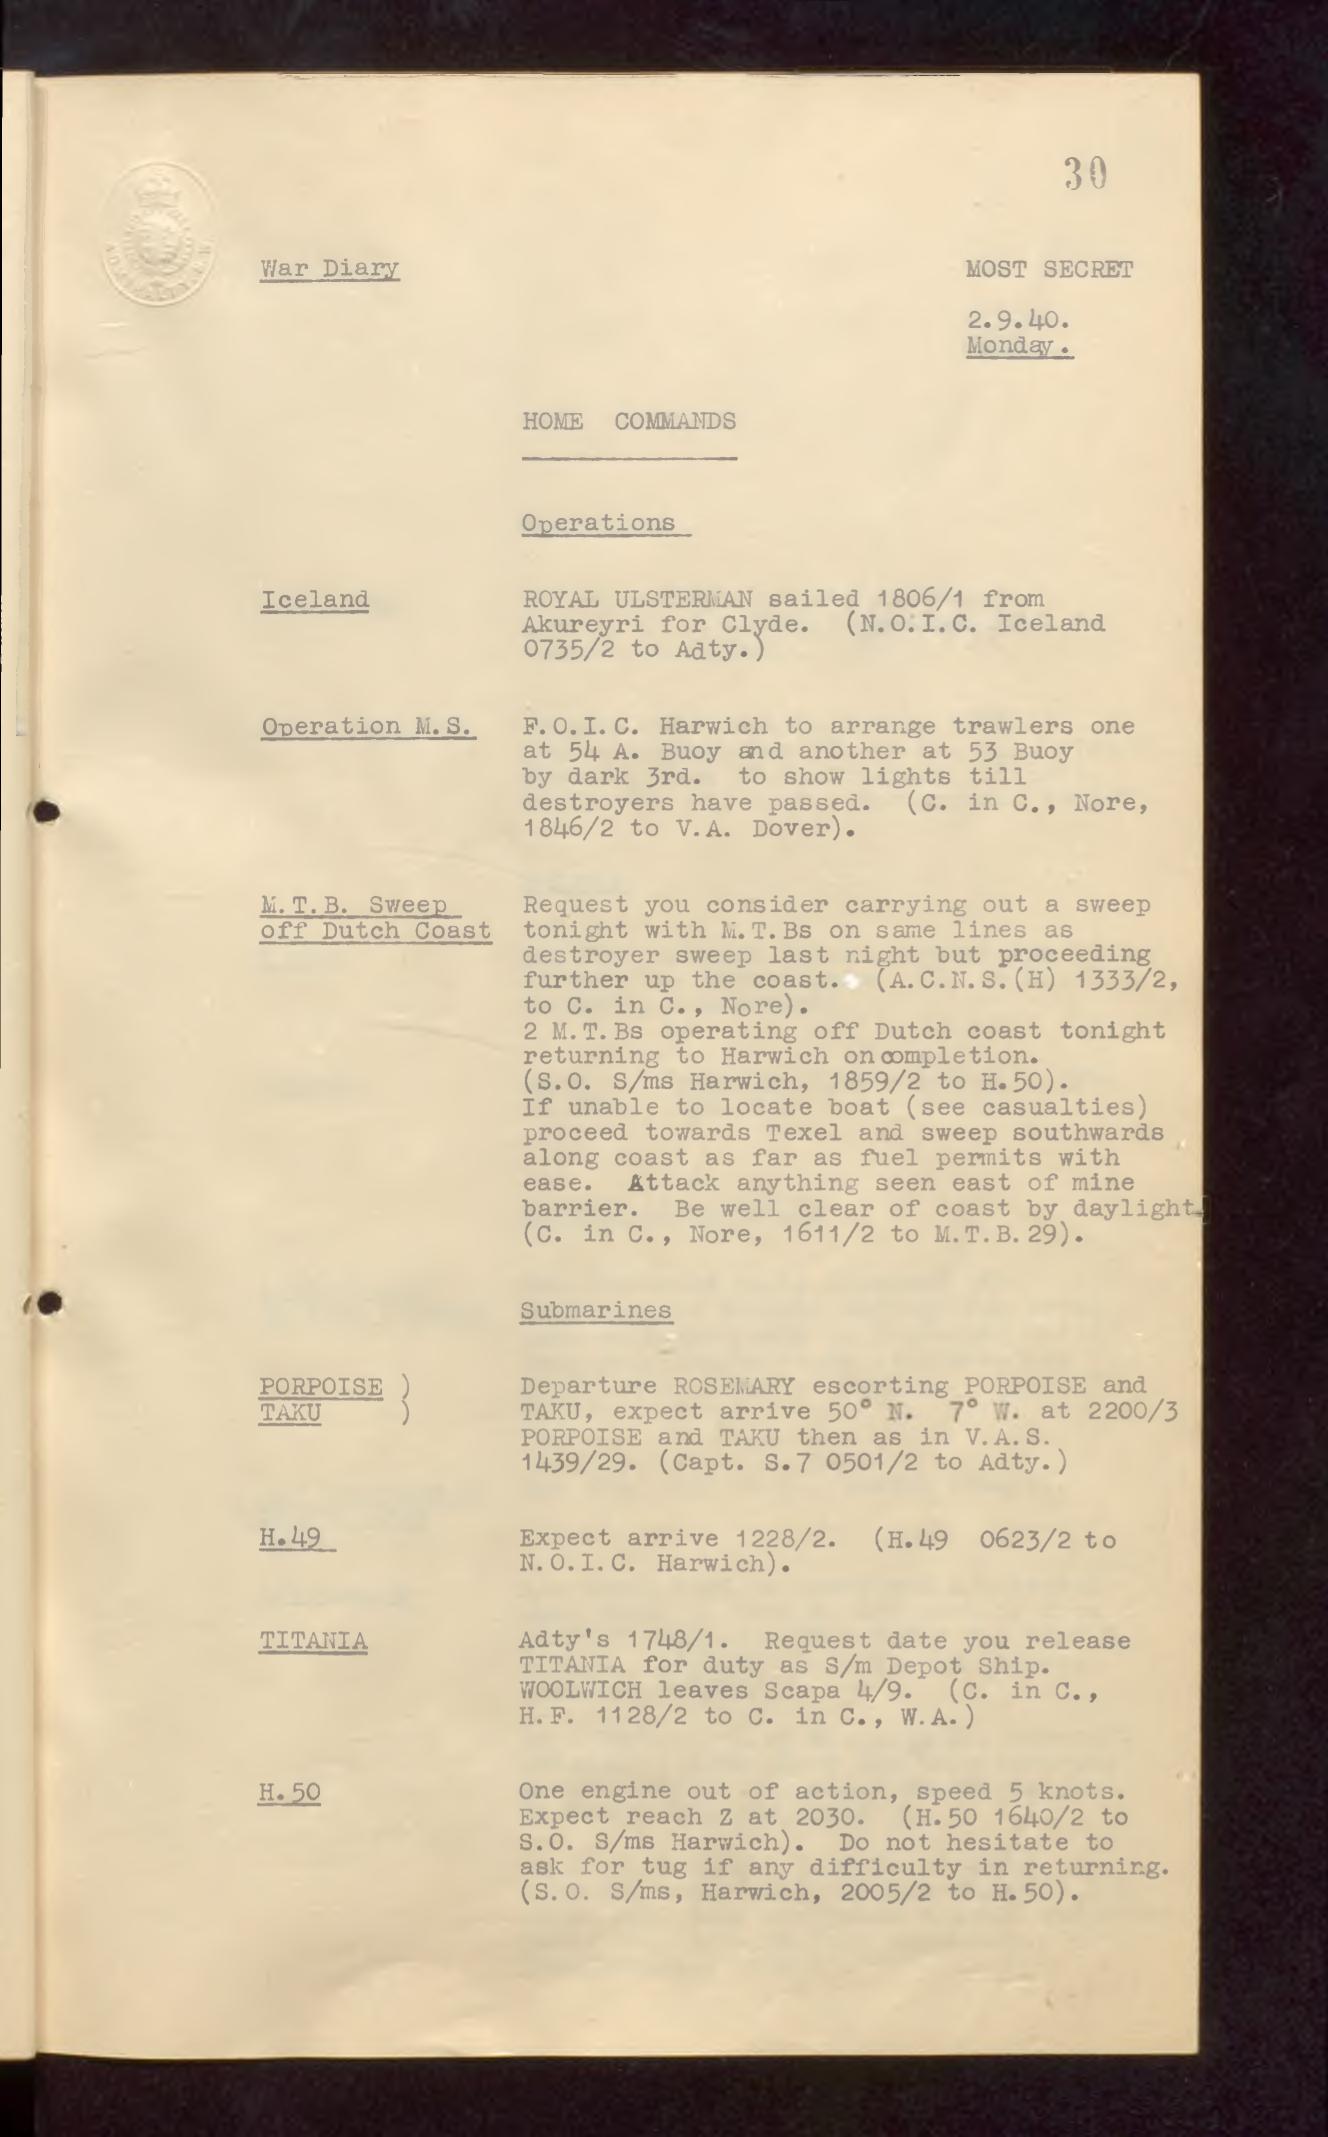 30
War Diary MOST SECRET
2.9.40.
Monday.
HOME COMMANDS
Operations
Iceland ROYAL ULSTERMAN sailed 1806/1 from
Akureyri for Clyde. (N.O.I.C. Iceland
0735/2 to Adty.)
Operation M.S. F.O.I.C. Harwich to arrange trawlers one
at 54 A. Buoy and another at 53 Buoy
by dark 3rd. to show lights till
destroyers have passed. (C. in C., Nore,
1846/2 to V.A. Dover).
M.T.B. Sweep Request you consider carrying out a sweep
off Dutch Coast tonight with M.T.Bs on same lines as
destroyer sweep last night but proceeding
further up the coast. (A.C.N.S.(H) 1333/2,
to C. in C., Nore).
2 M.T.Bs operating off Dutch coast tonight
returning to Harwich on completion.
(S.O. S/ms Harwich, 1859/2 to H.50).
If unable to locate boat (see casualties)
proceed towards Texel and sweep southwards
along coast as far as fuel permits with
ease. Attack anything seen east of mine
barrier. Be well clear of coast by daylight.
(C. in C., Nore, 1611/2 to M.T.B.29).
Submarines
PORPOISE ) Departure ROSEMARY escorting PORPOISE and
TAKU ) TAKU, expect arrive 50° N. 7° W. at 2200/3
PORPOISE and TAKU then as in V.A.S.
1439/29. (Capt. S.7 0501/2 to Adty.)
H.49 Expect arrive 1228/2. (H.49 0623/2 to
N.O.I.C. Harwich).
TITANIA Adty's 1748/1. Request date you release
TITANIA for duty as S/m Depot Ship.
WOOLWICH leaves Scapa 4/9. (C. in C.,
H.F. 1128/2 to C. in C., W.A.)
H.50 One engine out of action, speed 5 knots.
Expect reach Z at 2030. (H.50 1640/2 to
S.O. S/ms Harwich). Do not hesitate to
ask for tug if any difficulty in returning.
(S.O. S/ms, Harwich, 2005/2 to H.50).